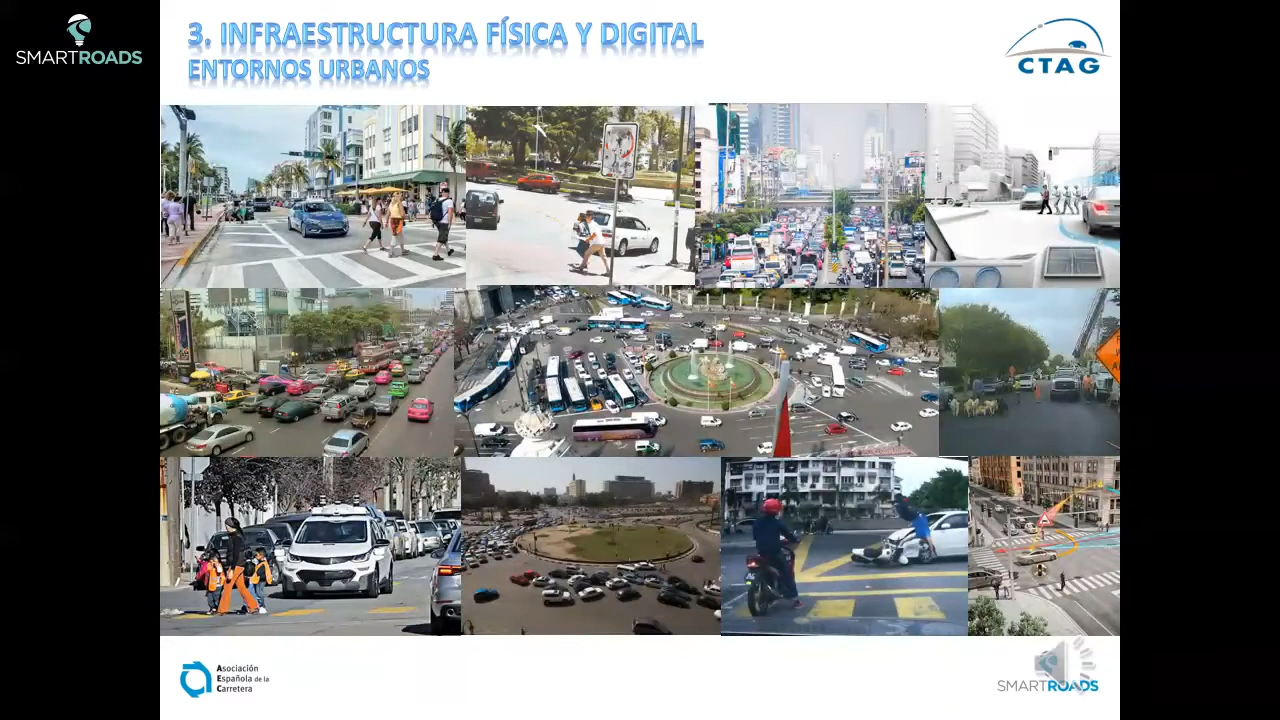 SMARTROADS
3. INFRAESTRUCTURA FÍSICA Y DIGITAL
ENTORNOS URBANOS
CTAG
Asociación
Española de la
Carretera
SMARTROADS